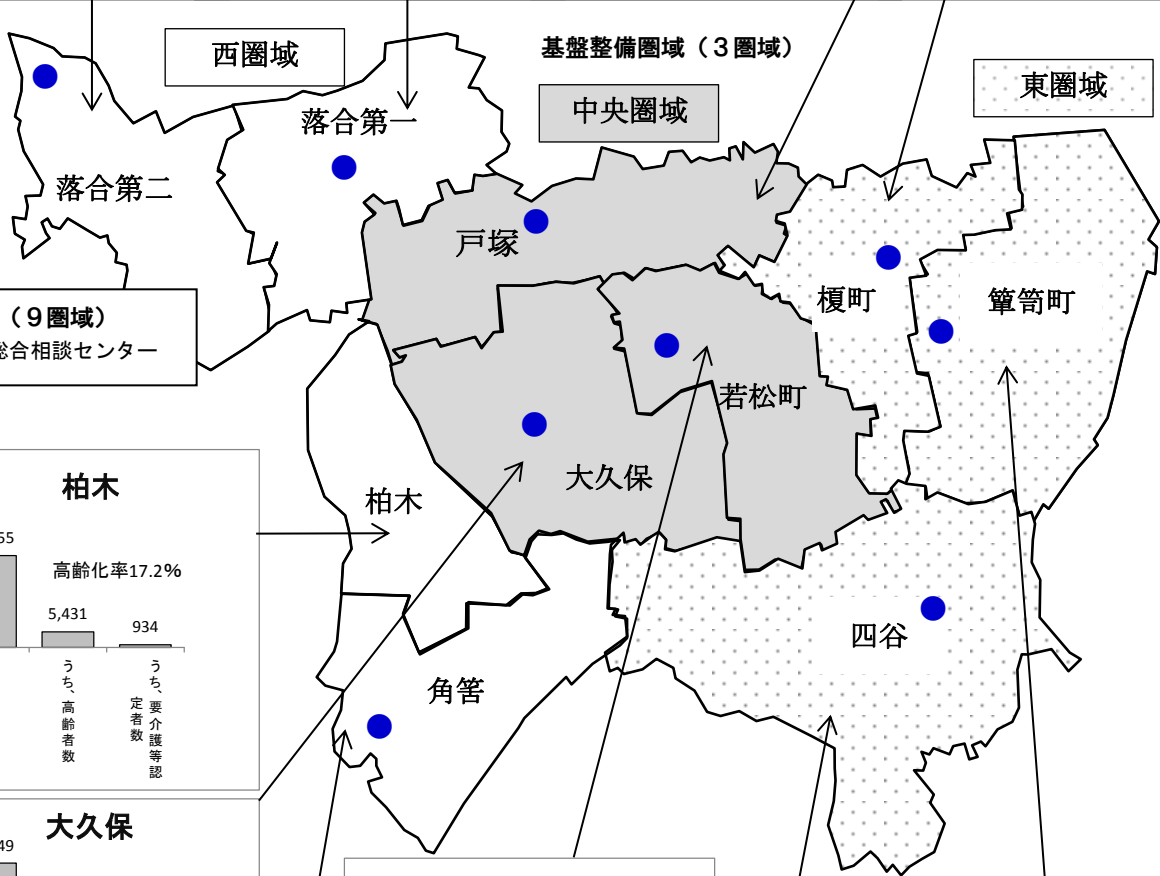 西圏域
基盤整備圏域（３圏域）
中央圏域
東圏域
落合第一
落合第二
戸塚
榎町
簞笥町
（９圏域）
総合相談センター
若松町
大久保
柏木
四谷
角筈
柏木
55
高齢化率17.2%
5,431
934
うち、高齢者数
うち、要介護等認
定者数
大久保
49